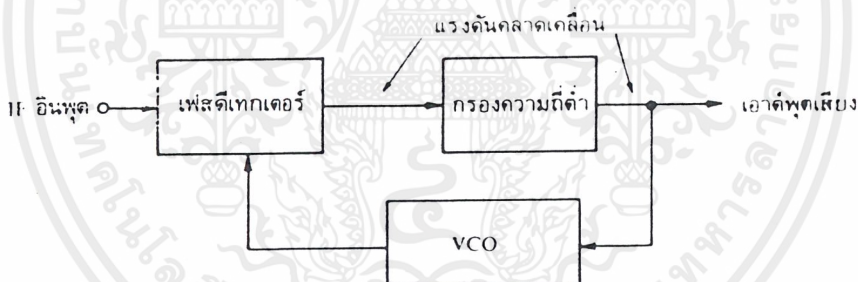 แรงดันคลาดเคลื่อน
IF อินพุต
เฟสดีเทกเตอร์
กรองความถี่ต่ำ
เอาต์พุตเสียง
VCO